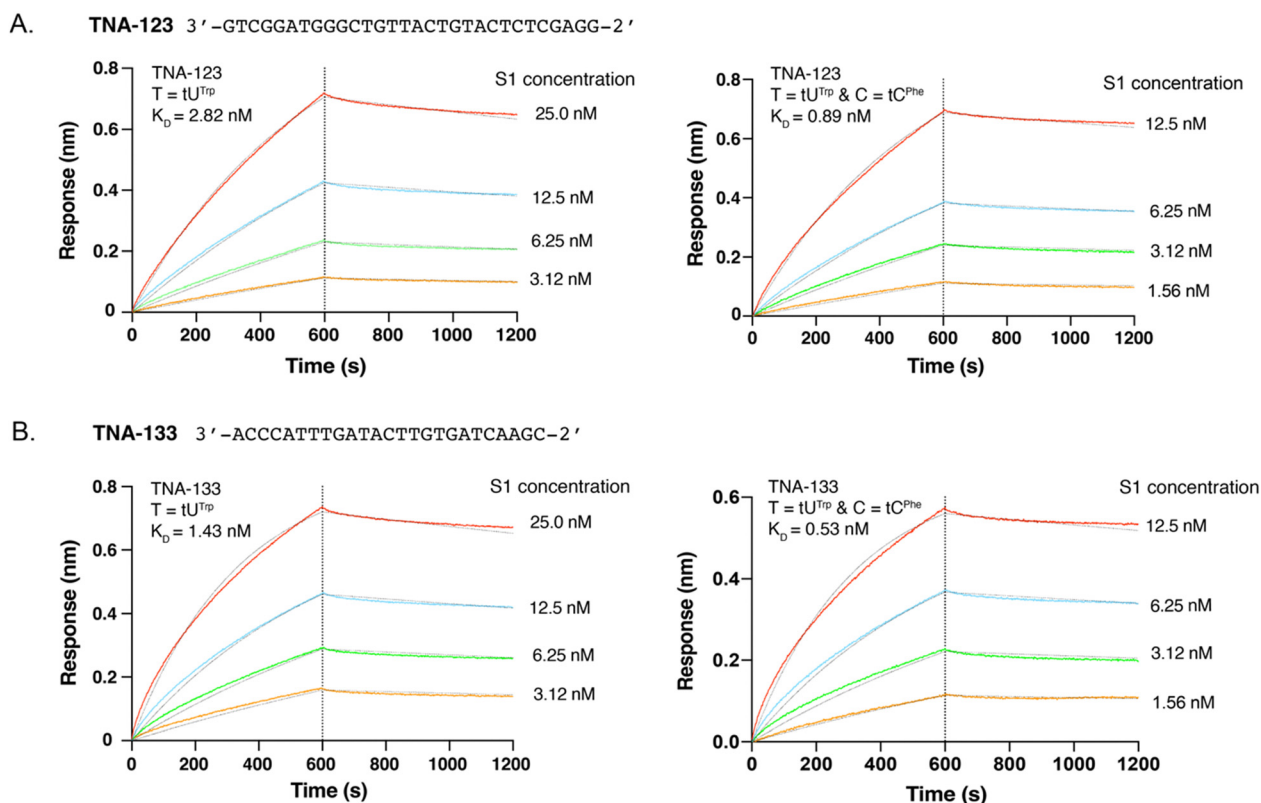 A. TNA-123 3’-GTCGGATGGGCTGTTACTGTACTCTCGAGG-2’
TNA-123
T = tUTrp
KD = 2.82 nM
S1 concentration
25.0 nM
12.5 nM
6.25 nM
3.12 nM
Response (nm)
0.8
0.6
0.4
0.2
0
0 200 400 600 800 1000 1200
Time (s)
TNA-123
T = tUTrp & C = tCPhe
KD = 0.89 nM
S1 concentration
12.5 nM
6.25 nM
3.12 nM
1.56 nM
Response (nm)
0.8
0.6
0.4
0.2
0.0
0 200 400 600 800 1000 1200
Time (s)
B. TNA-133 3’-ACCCATTTGATACTTGTGATCAAGC-2’
TNA-133
T = tUTrp
KD = 1.43 nM
S1 concentration
25.0 nM
12.5 nM
6.25 nM
3.12 nM
Response (nm)
0.8
0.6
0.4
0.2
0
0 200 400 600 800 1000 1200
Time (s)
TNA-133
T = tUTrp & C = tCPhe
KD = 0.53 nM
S1 concentration
12.5 nM
6.25 nM
3.12 nM
1.56 nM
Response (nm)
0.6
0.4
0.2
0.0
0 200 400 600 800 1000 1200
Time (s)